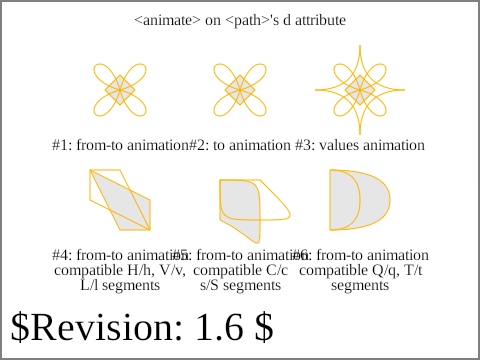 <animate> on <path>'s d attribute
#1: from-to animation #2: to animation #3: values animation
#4: from-to animation #5: from-to animation #6: from-to animation
compatible H/h, V/v, compatible C/c compatible Q/q, T/t
L/l segments s/S segments segments
$Revision: 1.6 $